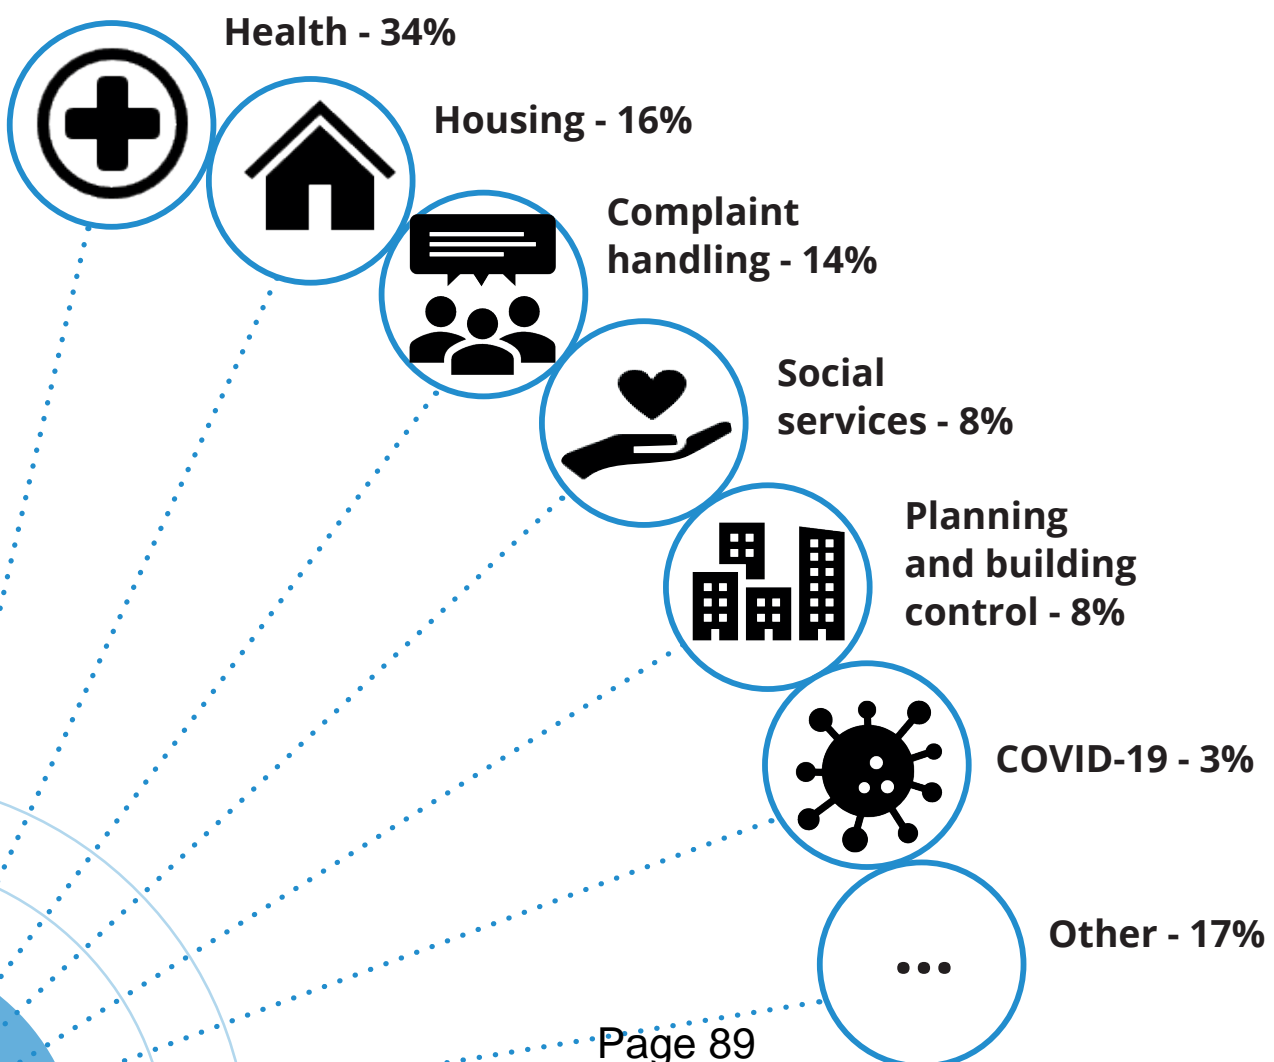 Health - 34%
Housing - 16%
Complaint
handling - 14%
Social
services - 8%
Planning
and building
control - 8%
COVID-19 - 3%
Other - 17%
...
Page 89